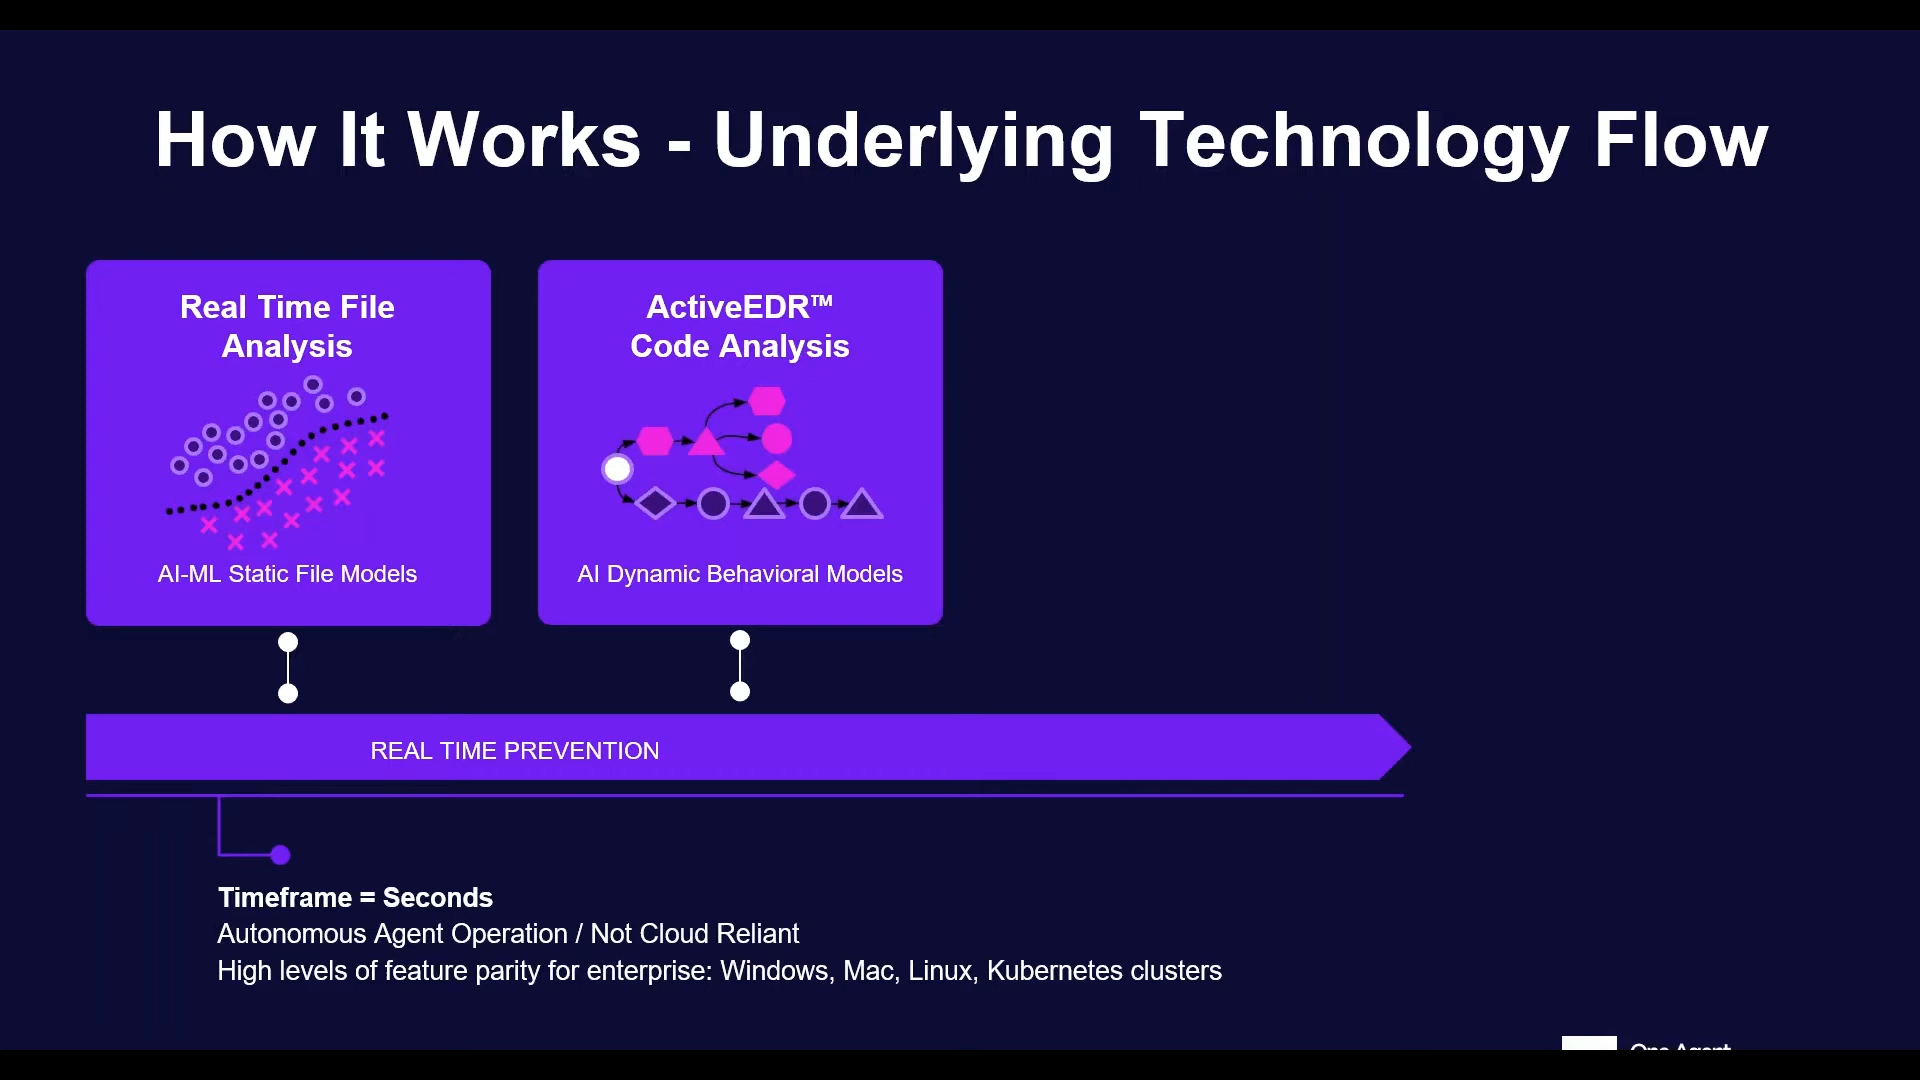 How It Works - Underlying Technology Flow
Real Time File
Analysis
AI-ML Static File Models
ActiveEDR™
Code Analysis
AI Dynamic Behavioral Models
REAL TIME PREVENTION
Timeframe = Seconds
Autonomous Agent Operation / Not Cloud Reliant
High levels of feature parity for enterprise: Windows, Mac, Linux, Kubernetes clusters
One Agent